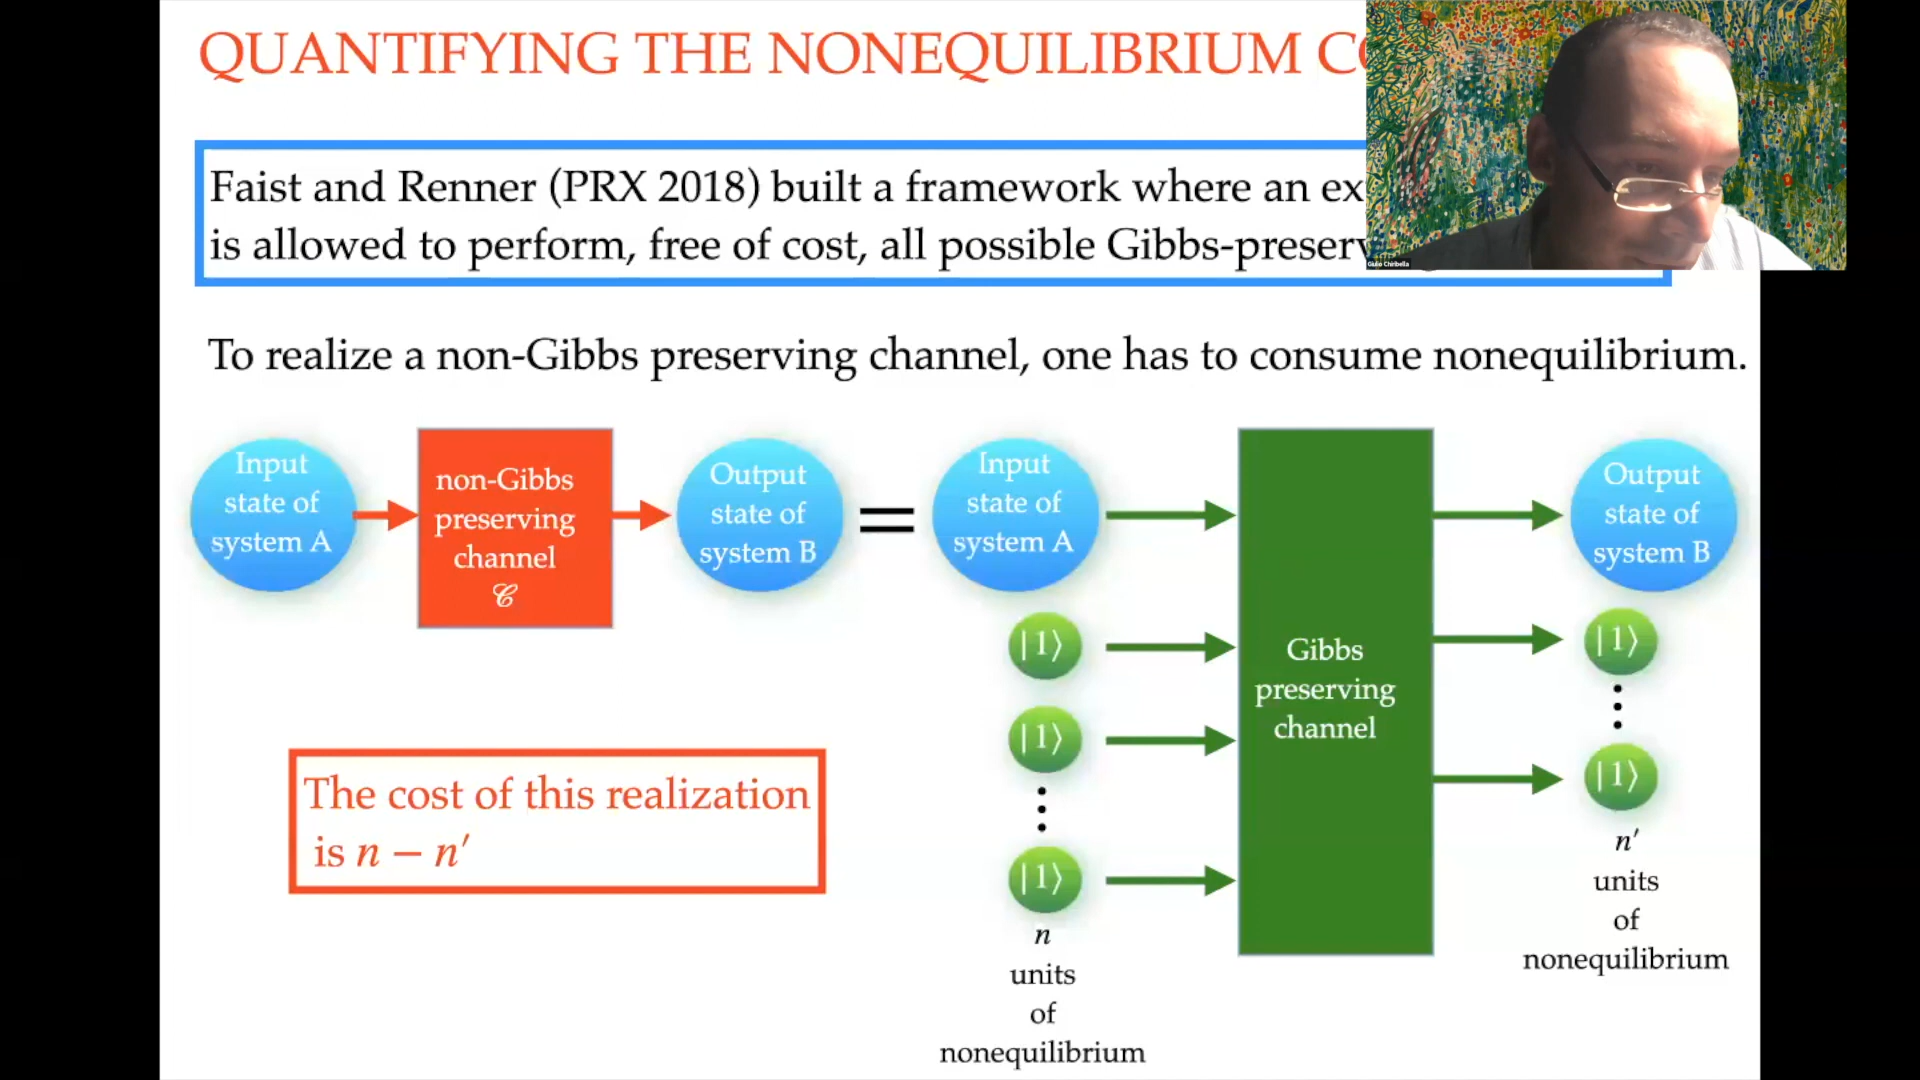 QUANTIFYING THE NONEQUILIBRIUM
Faist and Renner (PRX 2018) built a framework where an
is allowed to perform, free of cost, all possible
To realize a non-Gibbs preserving channel, one has to consume nonequilibrium.
Input
state of
system A
non-Gibbs
preserving
channel
𝒞
Output
state of
system B
=
Input
state of
system A
|1⟩
|1⟩
⋮
|1⟩
n
units
of
nonequilibrium
Gibbs
preserving
channel
Output
state of
system B
|1⟩
⋮
|1⟩
n′
units
of
nonequilibrium
The cost of this realization
is n − n′
Giulio Chiribella